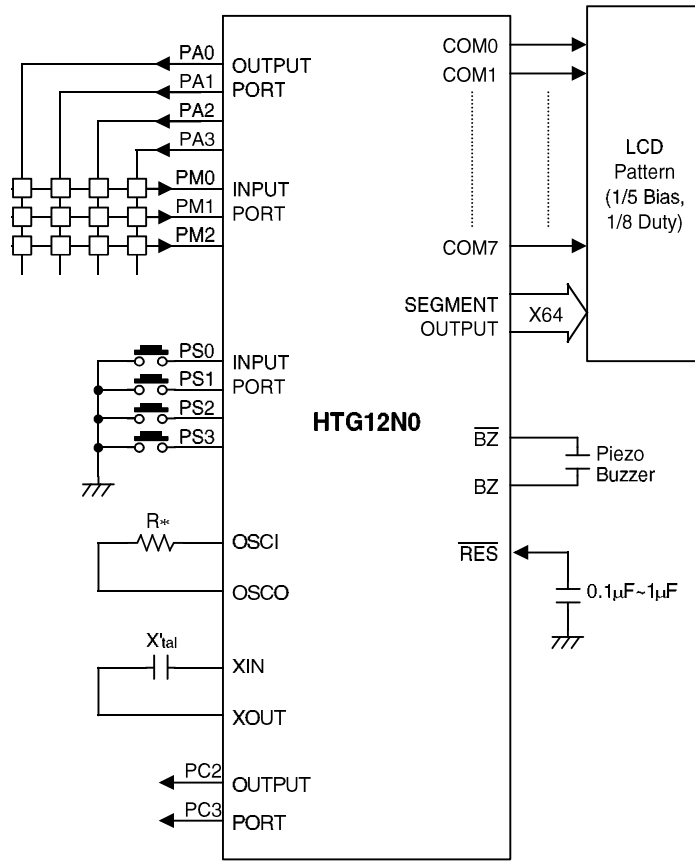 PA0
OUTPUT
PA1
PORT
PA2
PA3
PM0
INPUT
PM1
PORT
PM2
PS0
INPUT
PS1
PORT
PS2
PS3
R*
OSCI
OSCO
X'tal
XIN
XOUT
PC2
OUTPUT
PC3
PORT
HTG12N0
COM0
COM1
COM7
SEGMENT
OUTPUT
X64
LCD
Pattern
(1/5 Bias,
1/8 Duty)
BZ
BZ
Piezo
Buzzer
RES
0.1µF~1µF